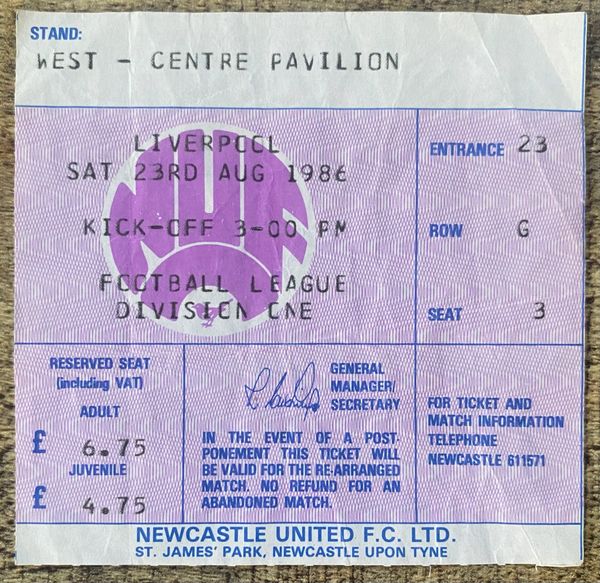 STAND:
WEST - CENTRE PAVILION
LIVERPOOL
SAT 23RD AUG 1986
KICK-OFF 3-00 PM
FOOTBALL LEAGUE
DIVISION ONE
NUFC
ENTRANCE 23
ROW G
SEAT 3
RESERVED SEAT
(including VAT)
ADULT
£ 6.75
JUVENILE
£ 4.75
GENERAL
MANAGER/
SECRETARY
IN THE EVENT OF A POST-
PONEMENT THIS TICKET WILL
BE VALID FOR THE RE-ARRANGED
MATCH. NO REFUND FOR AN
ABANDONED MATCH.
FOR TICKET AND
MATCH INFORMATION
TELEPHONE
NEWCASTLE 611571
NEWCASTLE UNITED F.C. LTD.
ST. JAMES' PARK, NEWCASTLE UPON TYNE